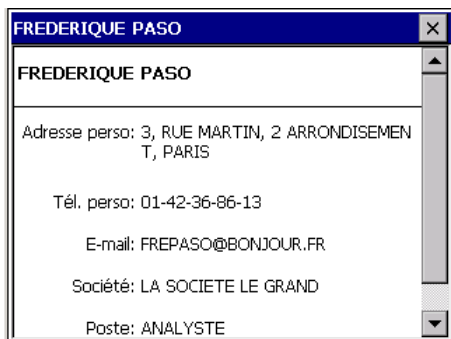 FREDERIQUE PASO
FREDERIQUE PASO
Adresse perso: 3, RUE MARTIN, 2 ARRONDISEMEN
T, PARIS
Tél. perso: 01-42-36-86-13
E-mail: FREPASO@BONJOUR.FR
Société: LA SOCIETE LE GRAND
Poste: ANALYSTE